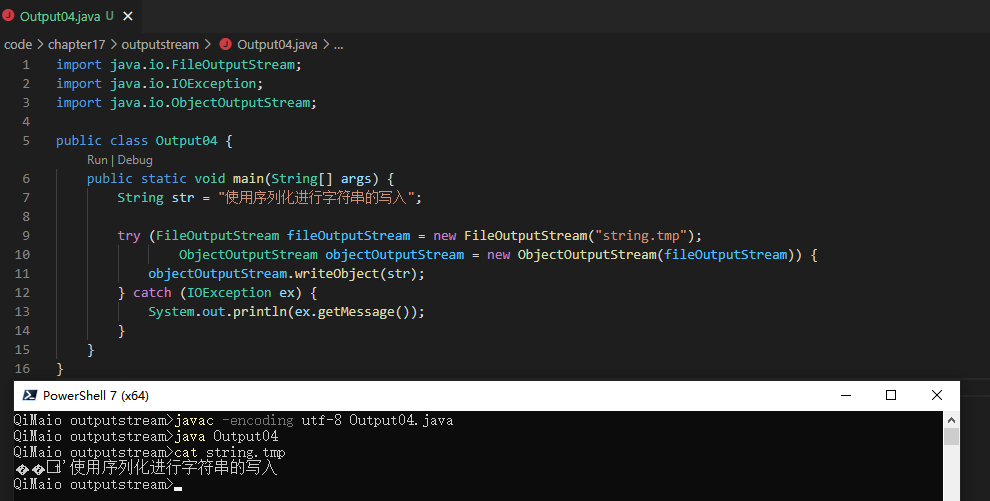 Output04.java U
code > chapter17 > outputstream > Output04.java > ...
1 import java.io.FileOutputStream;
2 import java.io.IOException;
3 import java.io.ObjectOutputStream;
4
5 public class Output04 {
Run | Debug
6 public static void main(String[] args) {
7 String str = "使用序列化进行字符串的写入";
8
9 try (FileOutputStream fileOutputStream = new FileOutputStream("string.tmp");
10 ObjectOutputStream objectOutputStream = new ObjectOutputStream(fileOutputStream)) {
11 objectOutputStream.writeObject(str);
12 } catch (IOException ex) {
13 System.out.println(ex.getMessage());
14 }
15 }
16 }
PowerShell 7 (x64)
QiMaio outputstream>javac -encoding utf-8 Output04.java
QiMaio outputstream>java Output04
QiMaio outputstream>cat string.tmp
��'使用序列化进行字符串的写入
QiMaio outputstream>